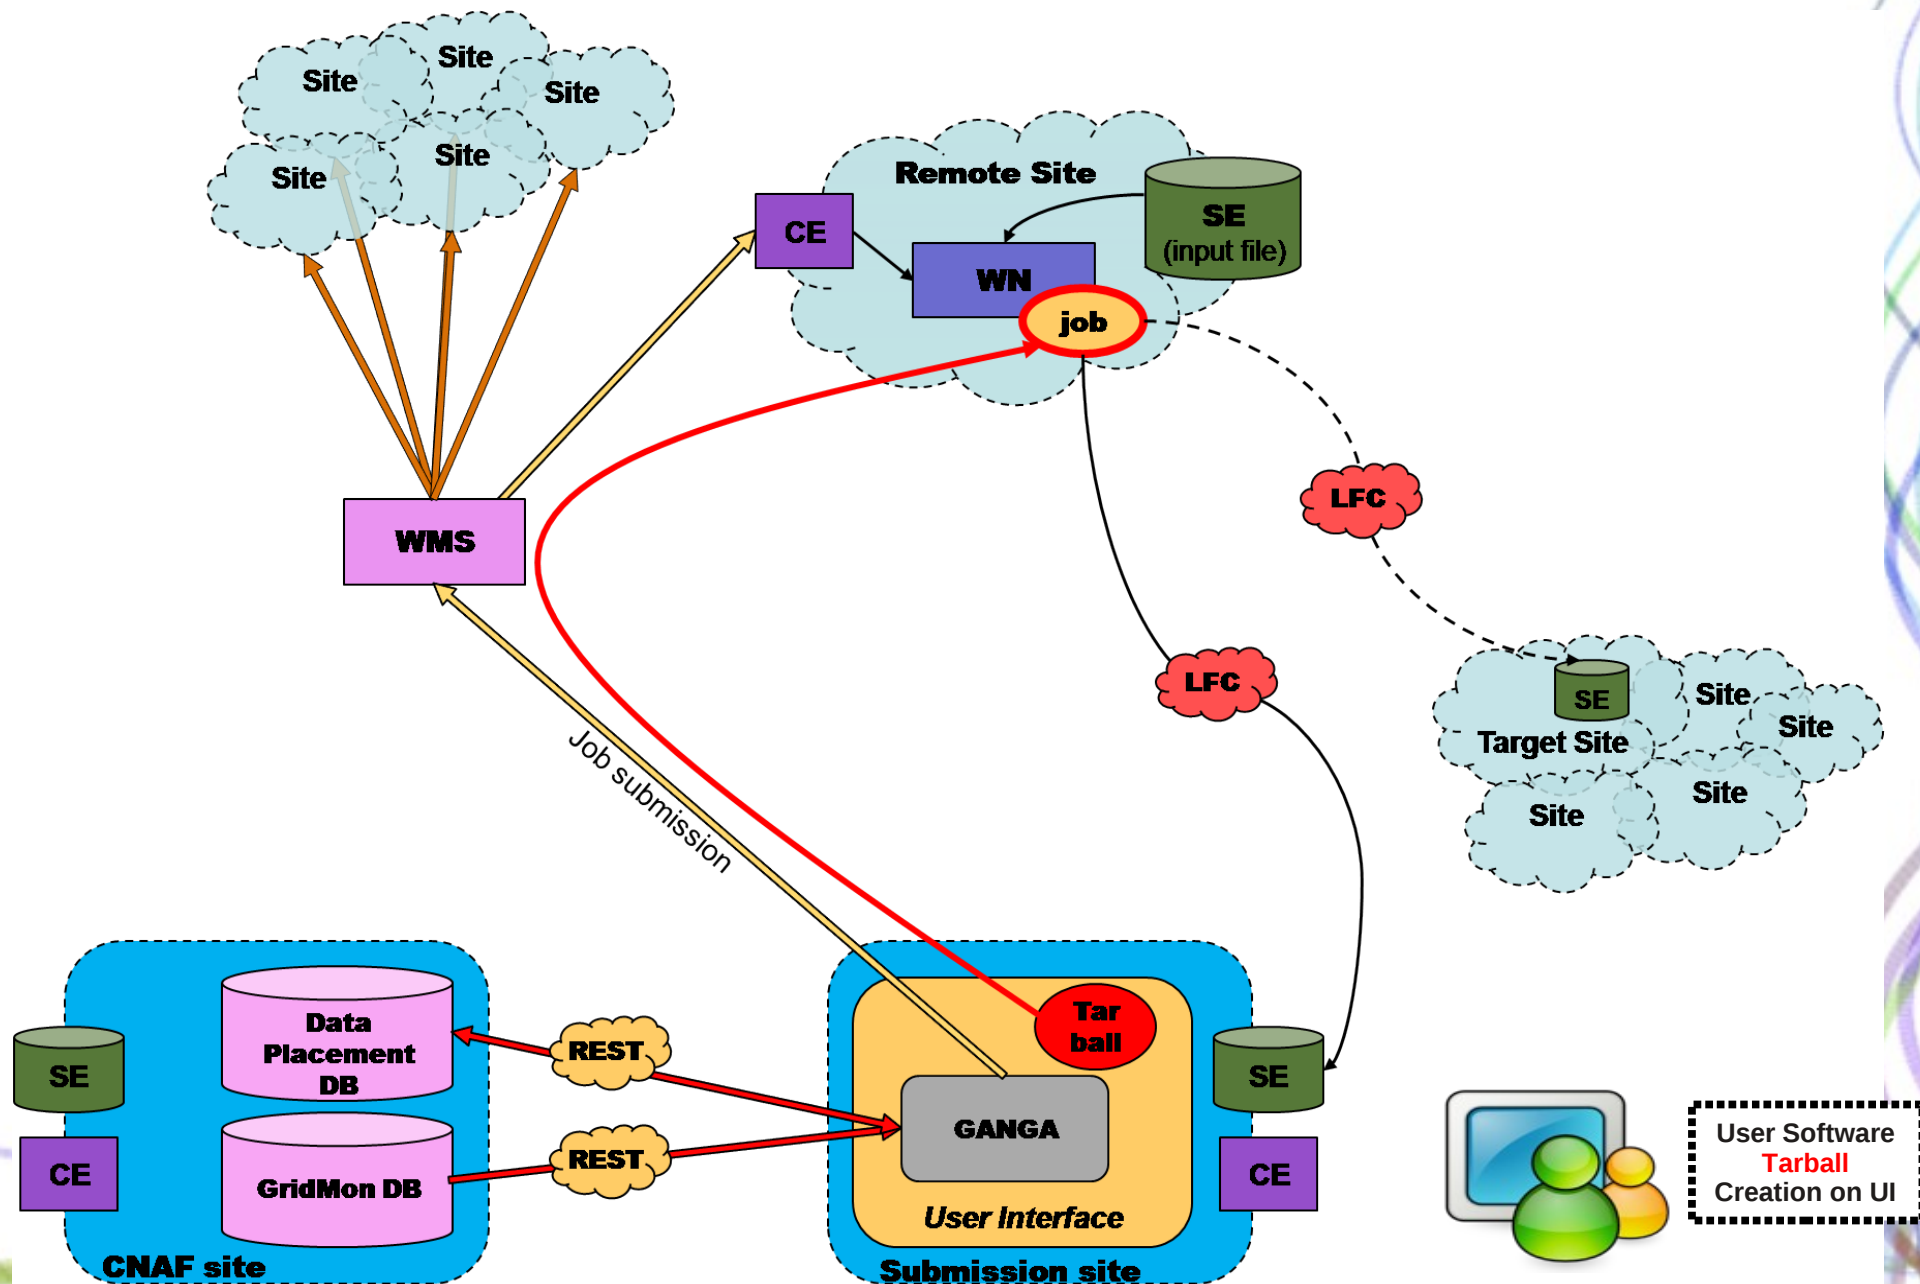 Site
Site
Site
Site
Site
Remote Site
SE
(input file)
CE
WN
job
LFC
WMS
LFC
SE
Target Site
Site
Site
Site
Site
Job submission
Data
Placement
DB
REST
Tar
ball
SE
SE
GANGA
GridMon DB
REST
CE
CE
User Interface
CNAF site
Submission site
User Software
Tarball
Creation on UI